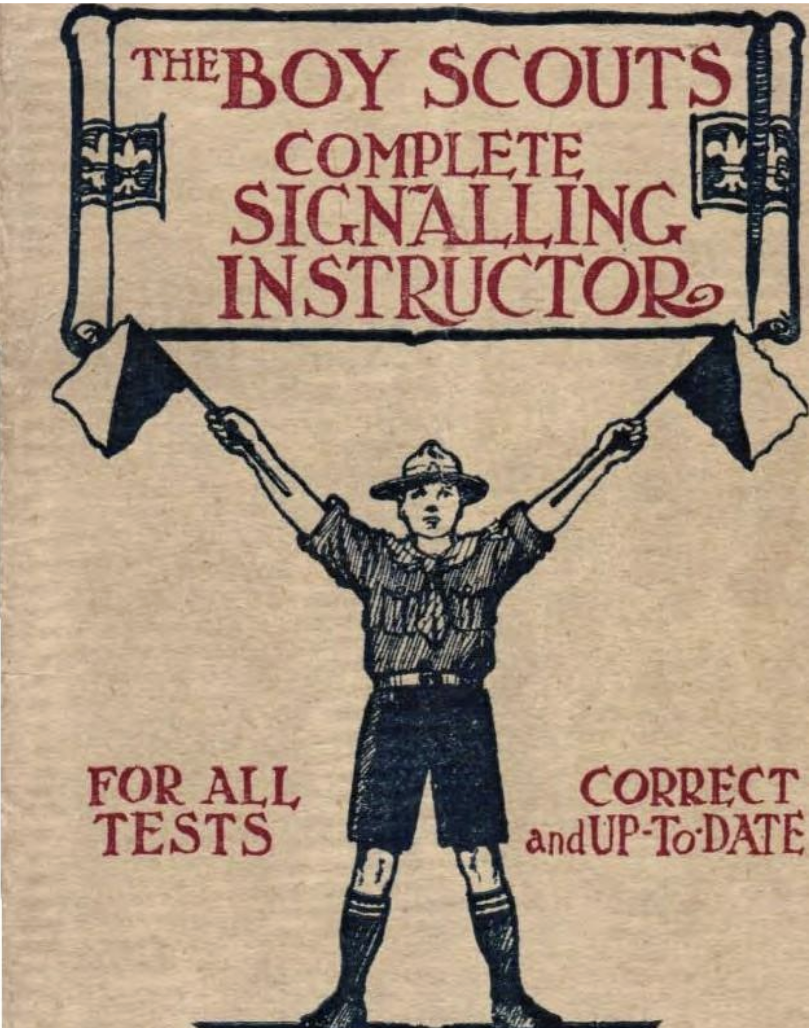 THE BOY SCOUTS
COMPLETE
SIGNALLING
INSTRUCTOR
FOR ALL
TESTS
CORRECT
and UP-TO-DATE